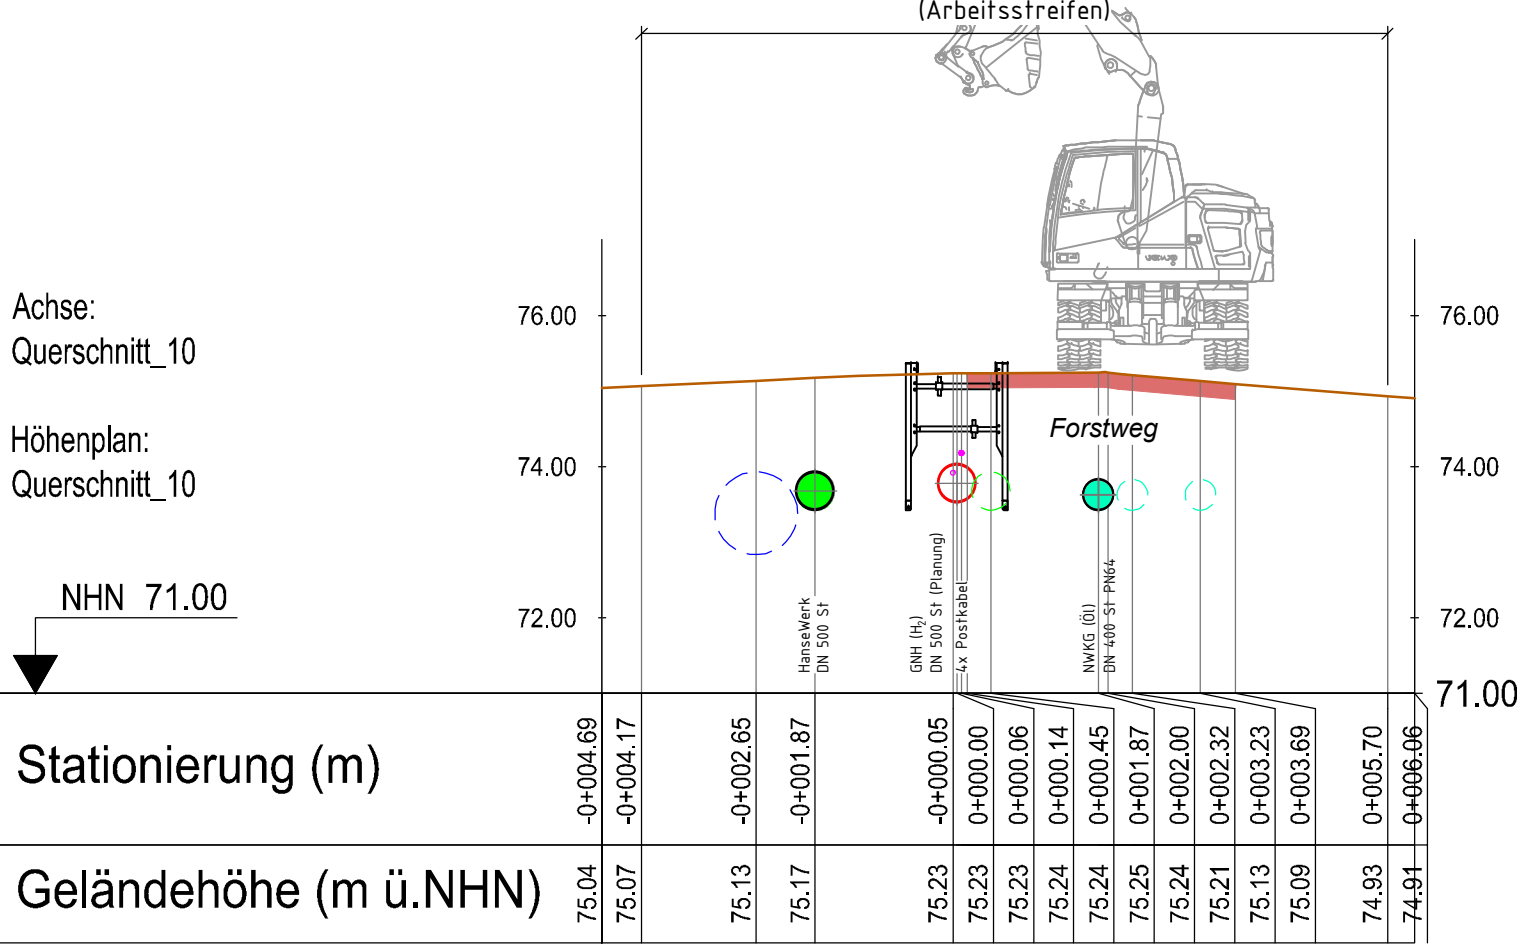 (Arbeitsstreifen)
Achse:
Querschnitt_10
Höhenplan:
Querschnitt_10
NHN 71.00
76.00
74.00
72.00
76.00
74.00
72.00
71.00
Forstweg
HanseWerk
DN 500 St
GNH (H₂)
DN 500 St (Planung)
4x Postkabel
NWKG (Öl)
DN 400 St PN64
Stationierung (m)
-0+004.69
-0+004.17
-0+002.65
-0+001.87
-0+000.05
0+000.00
0+000.06
0+000.14
0+000.45
0+001.87
0+002.00
0+002.32
0+003.23
0+003.69
0+005.70
0+006.06
Geländehöhe (m ü.NHN)
75.04
75.07
75.13
75.17
75.23
75.23
75.23
75.24
75.24
75.25
75.24
75.21
75.13
75.09
74.93
74.91